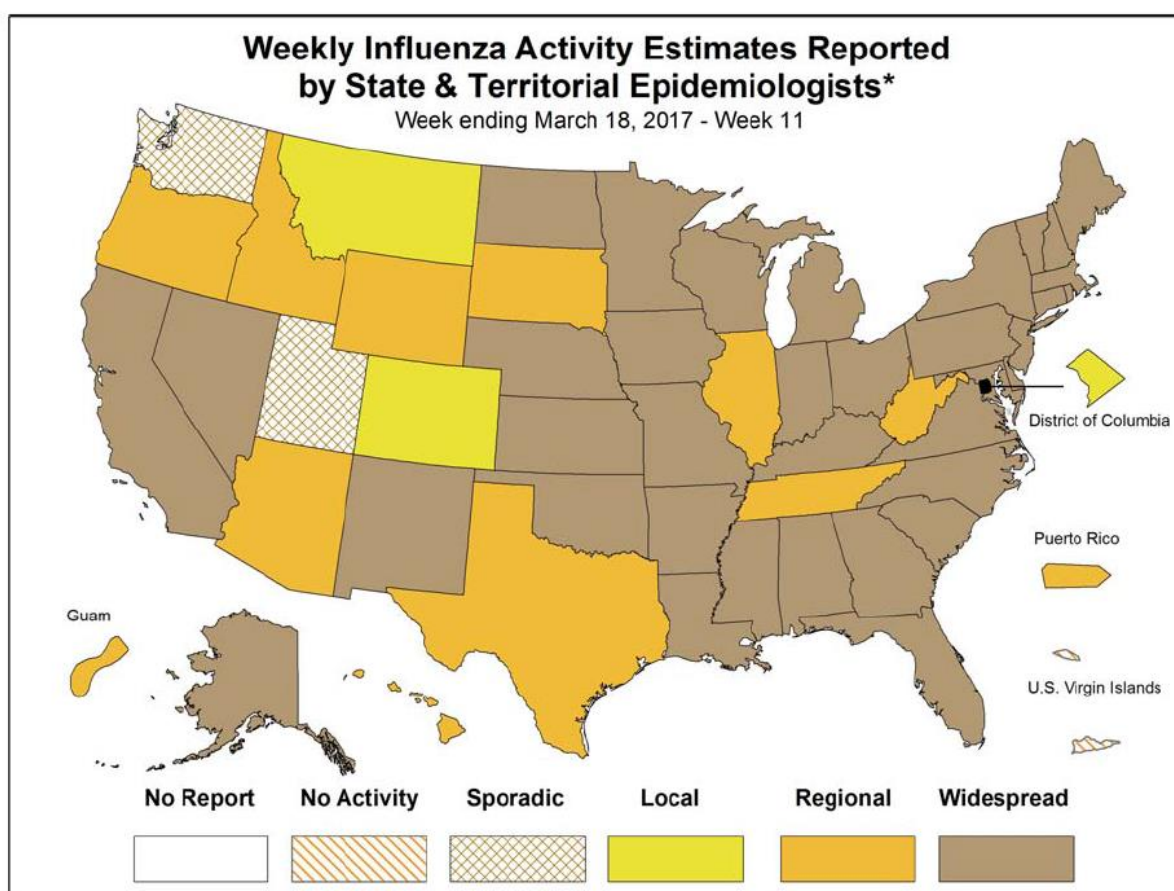 Weekly Influenza Activity Estimates Reported
by State & Territorial Epidemiologists*
Week ending March 18, 2017 - Week 11
District of Columbia
Puerto Rico
Guam
U.S. Virgin Islands
No Report No Activity Sporadic Local Regional Widespread